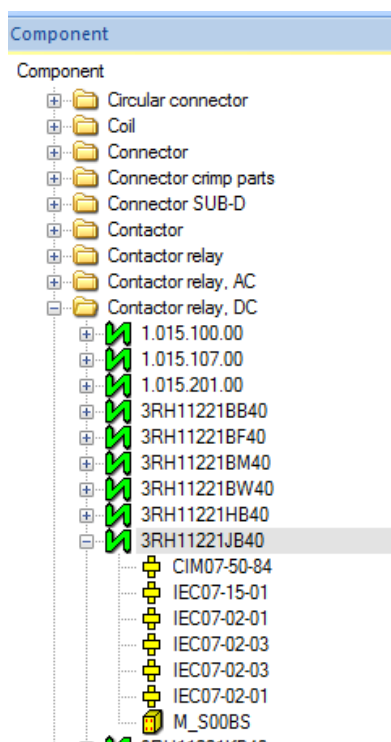 Component
Component
Circular connector
Coil
Connector
Connector crimp parts
Connector SUB-D
Contactor
Contactor relay
Contactor relay, AC
Contactor relay, DC
1.015.100.00
1.015.107.00
1.015.201.00
3RH11221BB40
3RH11221BF40
3RH11221BM40
3RH11221BW40
3RH11221HB40
3RH11221JB40
CIM07-50-84
IEC07-15-01
IEC07-02-01
IEC07-02-03
IEC07-02-03
IEC07-02-01
M_S00BS